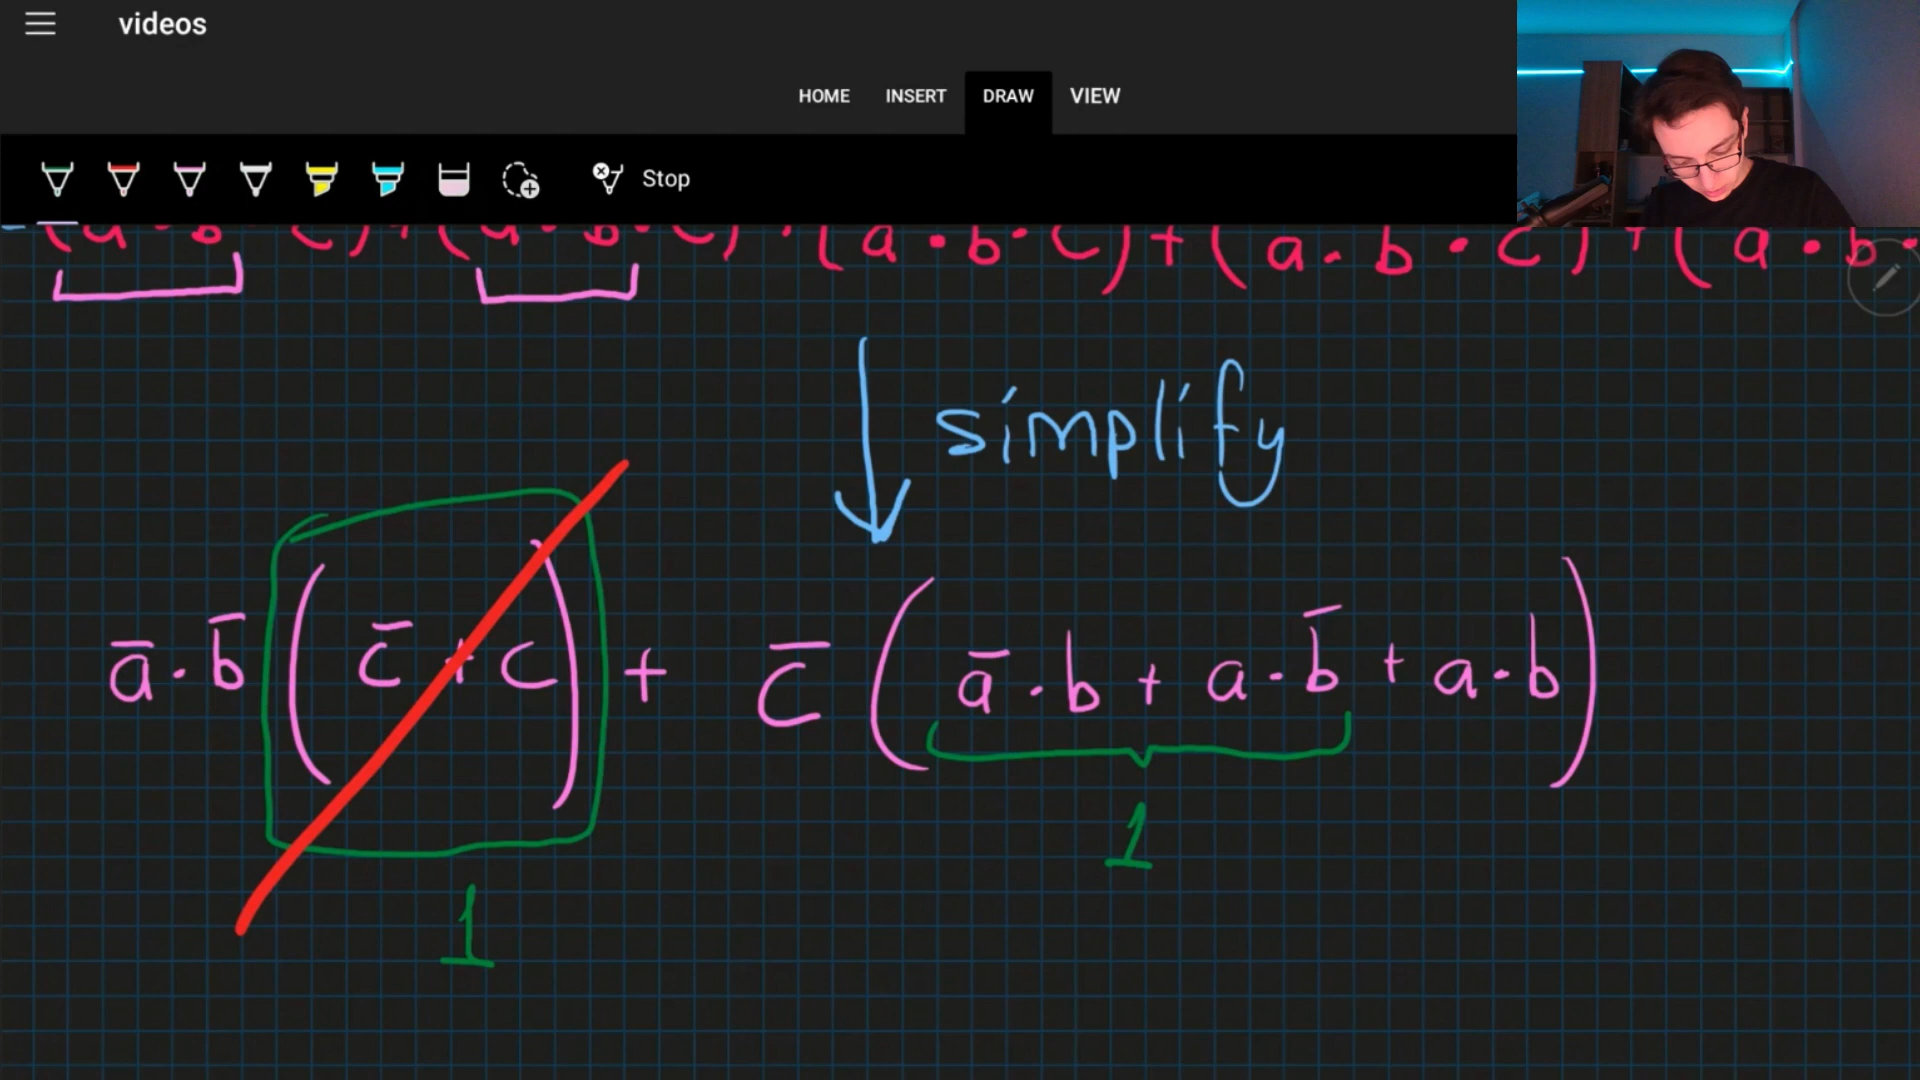 videos
HOME INSERT DRAW VIEW
Stop
(a · b · c) + (a · b · c) + (a · b · c) + (a · b · c) + (a · b ·
simplify
a̅ · b̅ ( c̅ + c ) + c̅ ( a̅ · b + a · b̅ + a · b )
1
1